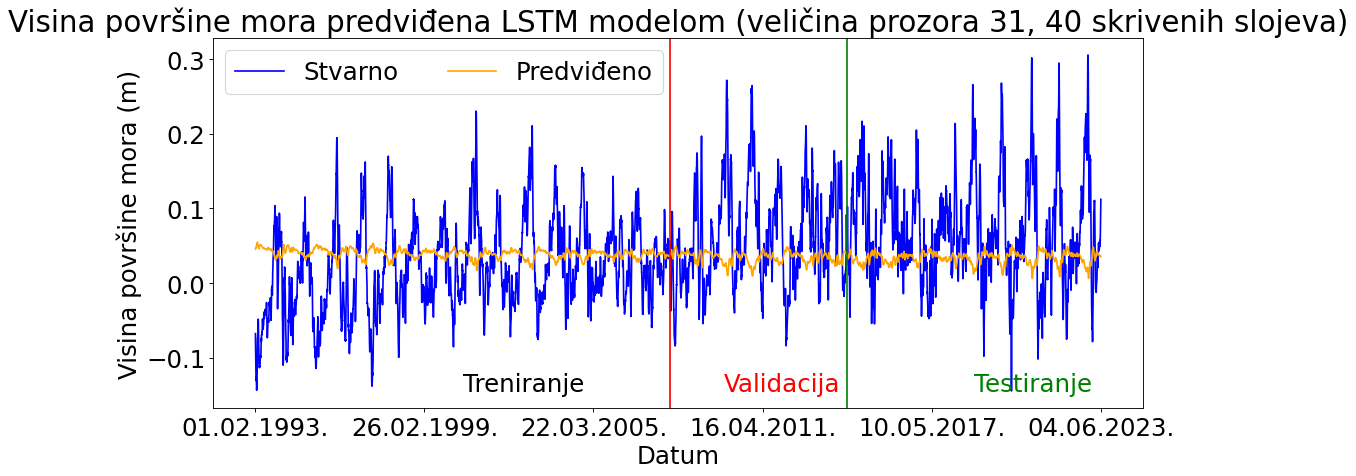 Visina površine mora predviđena LSTM modelom (veličina prozora 31, 40 skrivenih slojeva)
Stvarno
Predviđeno
Visina površine mora (m)
0.3
0.2
0.1
0.0
−0.1
Treniranje
Validacija
Testiranje
01.02.1993.
26.02.1999.
22.03.2005.
16.04.2011.
10.05.2017.
04.06.2023.
Datum